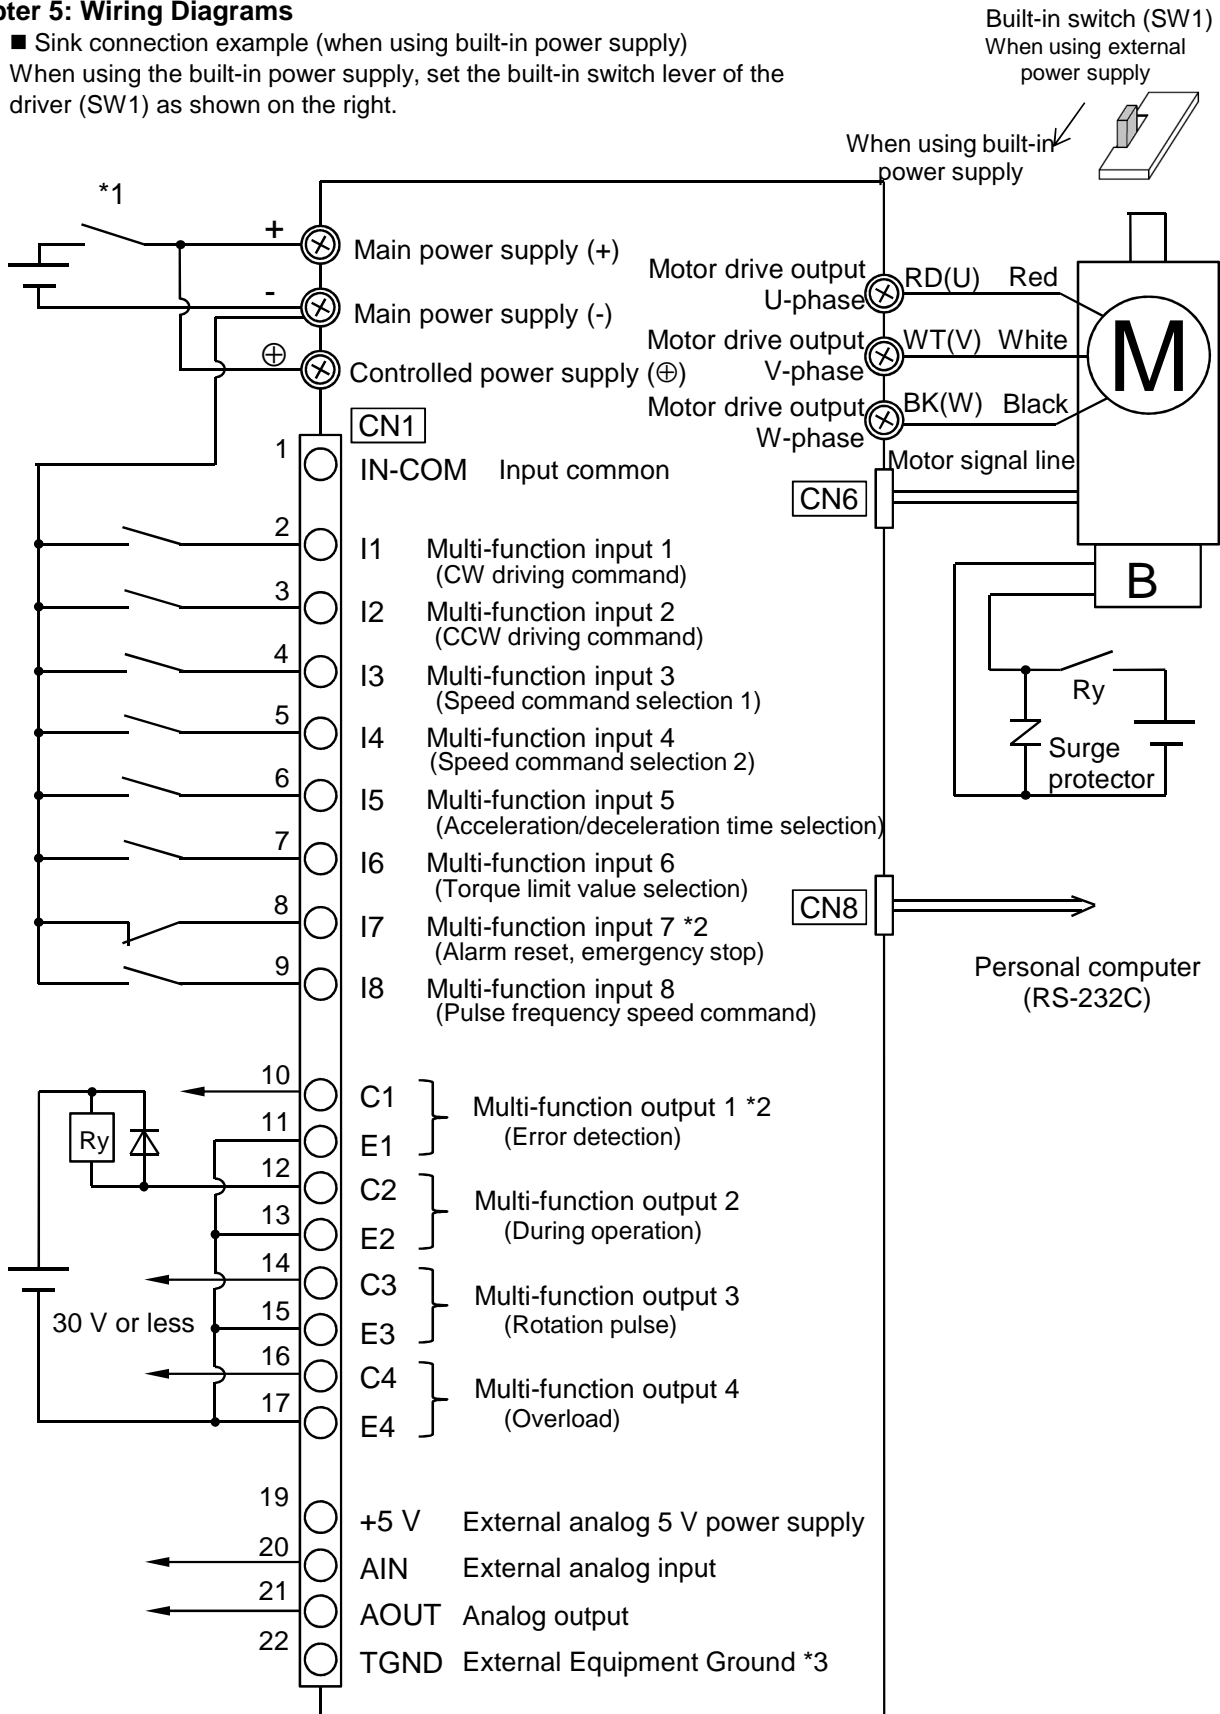 pter 5: Wiring Diagrams
■ Sink connection example (when using built-in power supply)
When using the built-in power supply, set the built-in switch lever of the
driver (SW1) as shown on the right.
Built-in switch (SW1)
When using external
power supply
When using built-in
power supply
*1
+
Main power supply (+)
-
Main power supply (-)
⊕
Controlled power supply (⊕)
Motor drive output
U-phase
RD(U) Red
Motor drive output
V-phase
WT(V) White
Motor drive output
W-phase
BK(W) Black
M
Motor signal line
CN6
B
Ry
Surge
protector
CN1
1 IN-COM Input common
2 I1 Multi-function input 1
(CW driving command)
3 I2 Multi-function input 2
(CCW driving command)
4 I3 Multi-function input 3
(Speed command selection 1)
5 I4 Multi-function input 4
(Speed command selection 2)
6 I5 Multi-function input 5
(Acceleration/deceleration time selection)
7 I6 Multi-function input 6
(Torque limit value selection)
8 I7 Multi-function input 7 *2
(Alarm reset, emergency stop)
9 I8 Multi-function input 8
(Pulse frequency speed command)
CN8
Personal computer
(RS-232C)
10 C1
Multi-function output 1 *2
(Error detection)
11 E1
Ry
12 C2
Multi-function output 2
(During operation)
13 E2
14 C3
Multi-function output 3
(Rotation pulse)
15 E3
30 V or less
16 C4
Multi-function output 4
(Overload)
17 E4
19 +5 V External analog 5 V power supply
20 AIN External analog input
21 AOUT Analog output
22 TGND External Equipment Ground *3